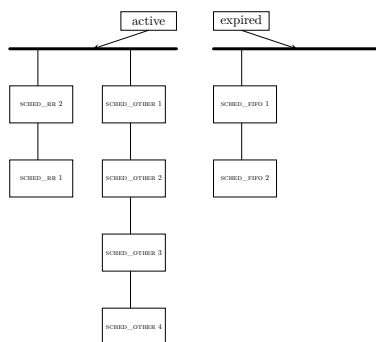 active
expired
SCHED_RR 2
SCHED_OTHER 1
SCHED_FIFO 1
SCHED_RR 1
SCHED_OTHER 2
SCHED_FIFO 2
SCHED_OTHER 3
SCHED_OTHER 4